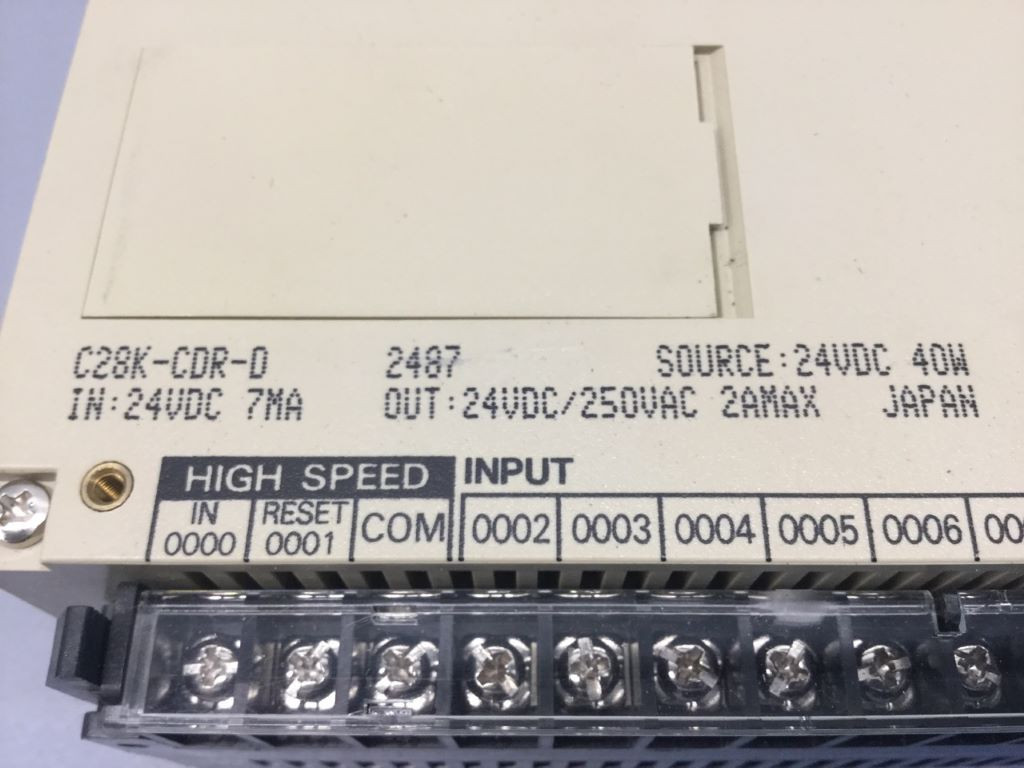 C28K-CDR-D 2487 SOURCE:24VDC 40W
IN:24VDC 7MA OUT:24VDC/250VAC 2AMAX JAPAN
HIGH SPEED INPUT
IN RESET COM 0002 0003 0004 0005 0006 00
0000 0001